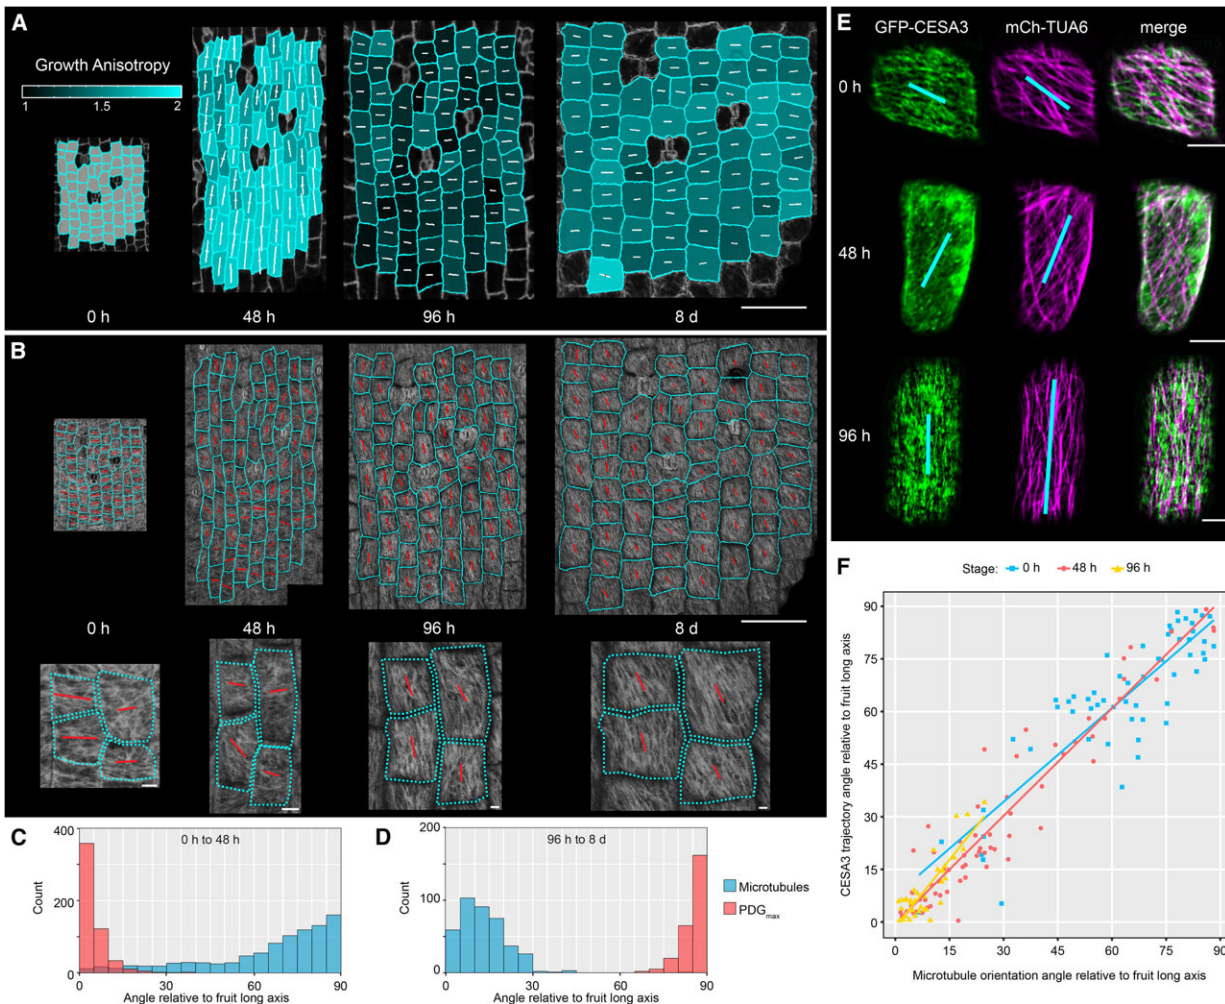 A
Growth Anisotropy
1 1.5 2
0 h 48 h 96 h 8 d
B
0 h 48 h 96 h 8 d
C
0 h to 48 h
Count
400
200
0
0 30 60 90
Angle relative to fruit long axis
D
96 h to 8 d
Count
200
100
0
0 30 60 90
Angle relative to fruit long axis
Microtubules
PDGmax
E
GFP-CESA3 mCh-TUA6 merge
0 h
48 h
96 h
F
Stage: 0 h 48 h 96 h
CESA3 trajectory angle relative to fruit long axis
90
75
60
45
30
15
0
0 15 30 45 60 75 90
Microtubule orientation angle relative to fruit long axis